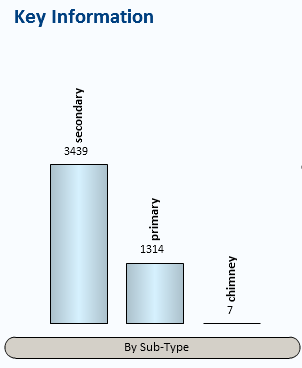 Key Information
secondary
3439
primary
1314
chimney
7
By Sub-Type